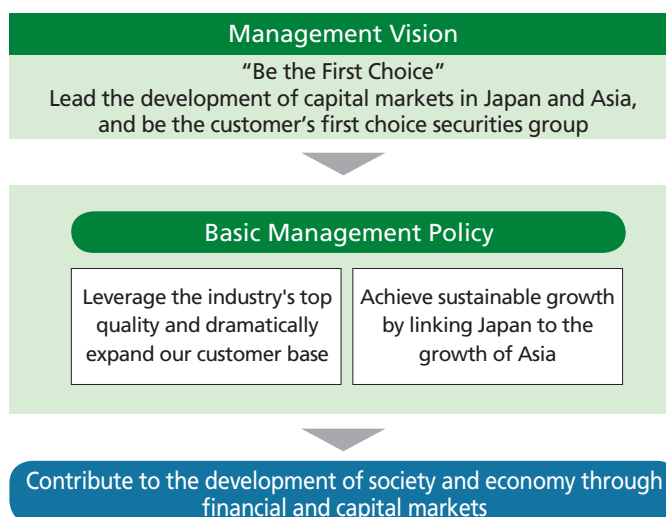 Management Vision
“Be the First Choice”
Lead the development of capital markets in Japan and Asia,
and be the customer’s first choice securities group
Basic Management Policy
Leverage the industry's top
quality and dramatically
expand our customer base
Achieve sustainable growth
by linking Japan to the
growth of Asia
Contribute to the development of society and economy through
financial and capital markets